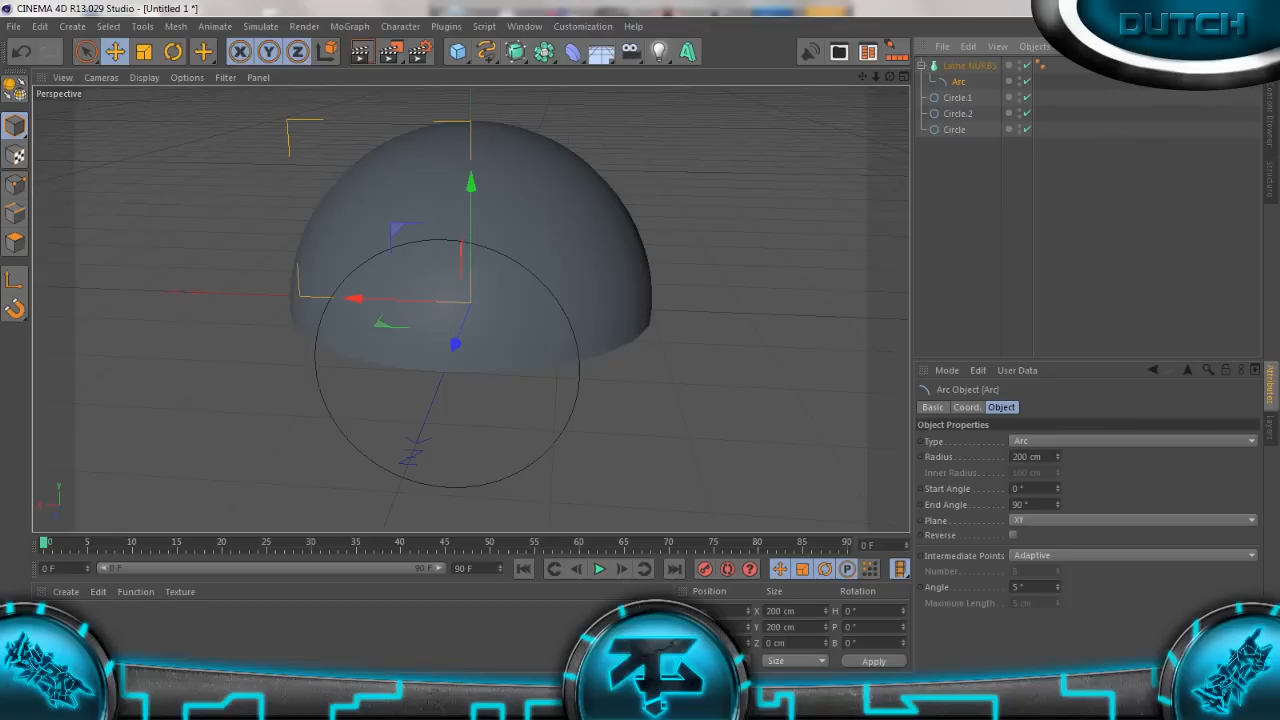 CINEMA 4D R13.029 Studio - [Untitled 1 *]
DUTCH
File Edit Create Select Tools Mesh Animate Simulate Render MoGraph Character Plugins Script Window Customization Help
File Edit View Objects
View Cameras Display Options Filter Panel
Perspective
Lathe NURBS
Arc
Circle.1
Circle.2
Circle
Content Browser
Structure
Mode Edit User Data
Arc Object [Arc]
Basic Coord. Object
Object Properties
Type Arc
Radius 200 cm
Inner Radius 100 cm
Start Angle 0 °
End Angle 90 °
Plane XY
Reverse
Intermediate Points Adaptive
Number 8
Angle 5 °
Maximum Length 5 cm
Attributes
Layers
Y
X
0 5 10 15 20 25 30 35 40 45 50 55 60 65 70 75 80 85 90
0 F
0 F 0 F 90 F 90 F
Create Edit Function Texture
Position Size Rotation
X 200 cm H 0 °
Y 200 cm P 0 °
Z 0 cm B 0 °
Size Apply